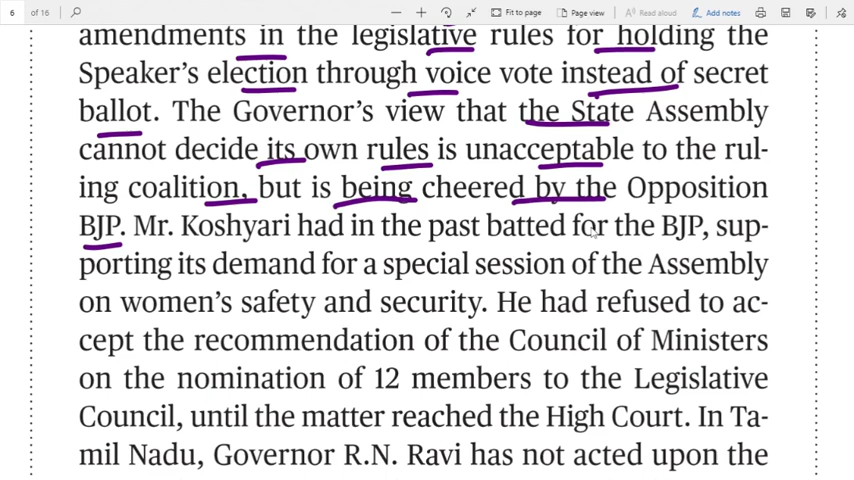 6 of 16 Fit to page Page view Read aloud Add notes
amendments in the legislative rules for holding the
Speaker’s election through voice vote instead of secret
ballot. The Governor’s view that the State Assembly
cannot decide its own rules is unacceptable to the rul-
ing coalition, but is being cheered by the Opposition
BJP. Mr. Koshyari had in the past batted for the BJP, sup-
porting its demand for a special session of the Assembly
on women’s safety and security. He had refused to ac-
cept the recommendation of the Council of Ministers
on the nomination of 12 members to the Legislative
Council, until the matter reached the High Court. In Ta-
mil Nadu, Governor R.N. Ravi has not acted upon the